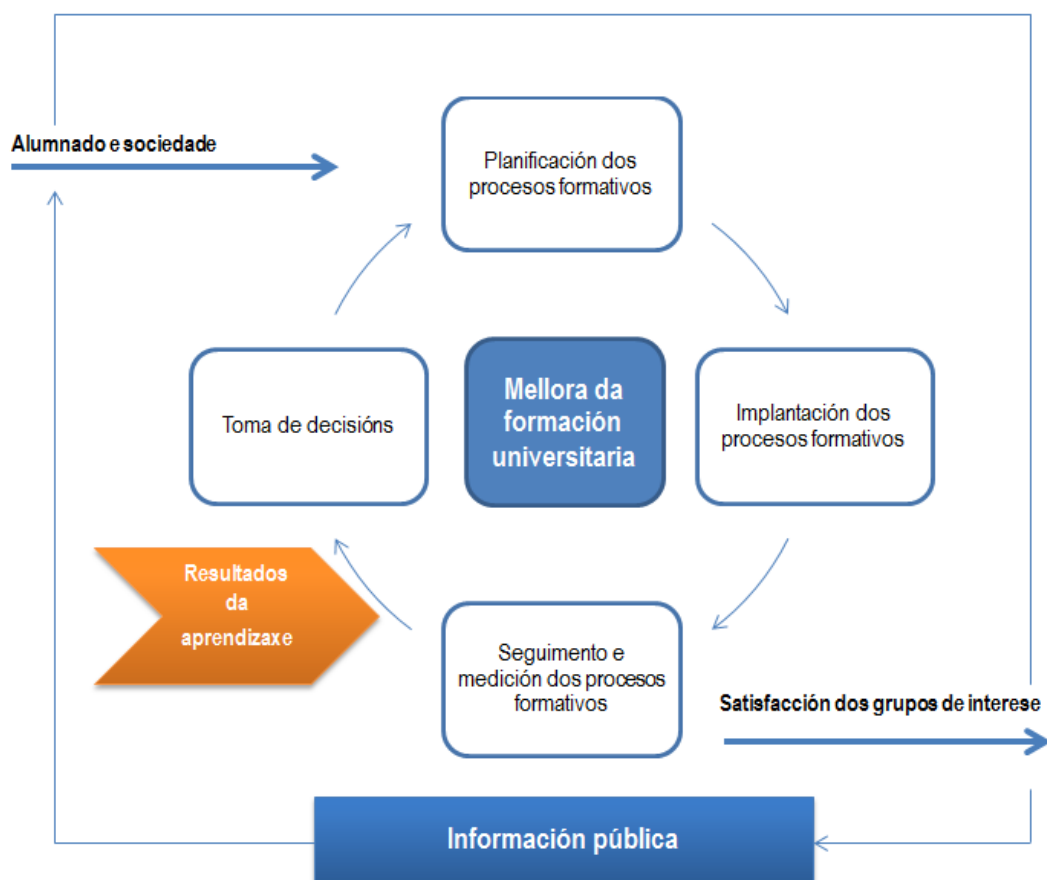 Alumnado e sociedade
Planificación dos
procesos formativos
Toma de decisións
Mellora da
formación
universitaria
Implantación dos
procesos formativos
Resultados
da
aprendizaxe
Seguimento e
medición dos procesos
formativos
Satisfacción dos grupos de interese
Información pública